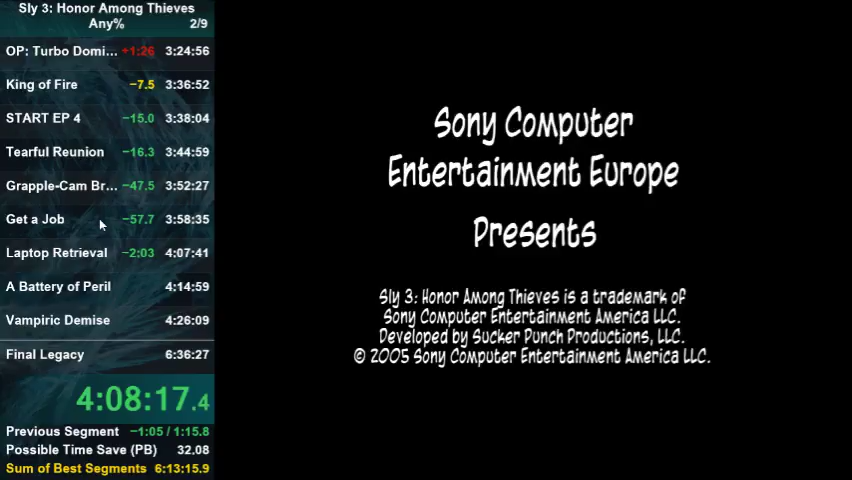 Sly 3: Honor Among Thieves
Any% 2/9
OP: Turbo Domi... +1:26 3:24:56
King of Fire −7.5 3:36:52
START EP 4 −15.0 3:38:04
Tearful Reunion −16.3 3:44:59
Grapple-Cam Br... −47.5 3:52:27
Get a Job −57.7 3:58:35
Laptop Retrieval −2:03 4:07:41
A Battery of Peril 4:14:59
Vampiric Demise 4:26:09
Final Legacy 6:36:27
4:08:17.4
Previous Segment −1:05 / 1:15.8
Possible Time Save (PB) 32.08
Sum of Best Segments 6:13:15.9
Sony Computer
Entertainment Europe
Presents
Sly 3: Honor Among Thieves is a trademark of
Sony Computer Entertainment America LLC.
Developed by Sucker Punch Productions, LLC.
© 2005 Sony Computer Entertainment America LLC.